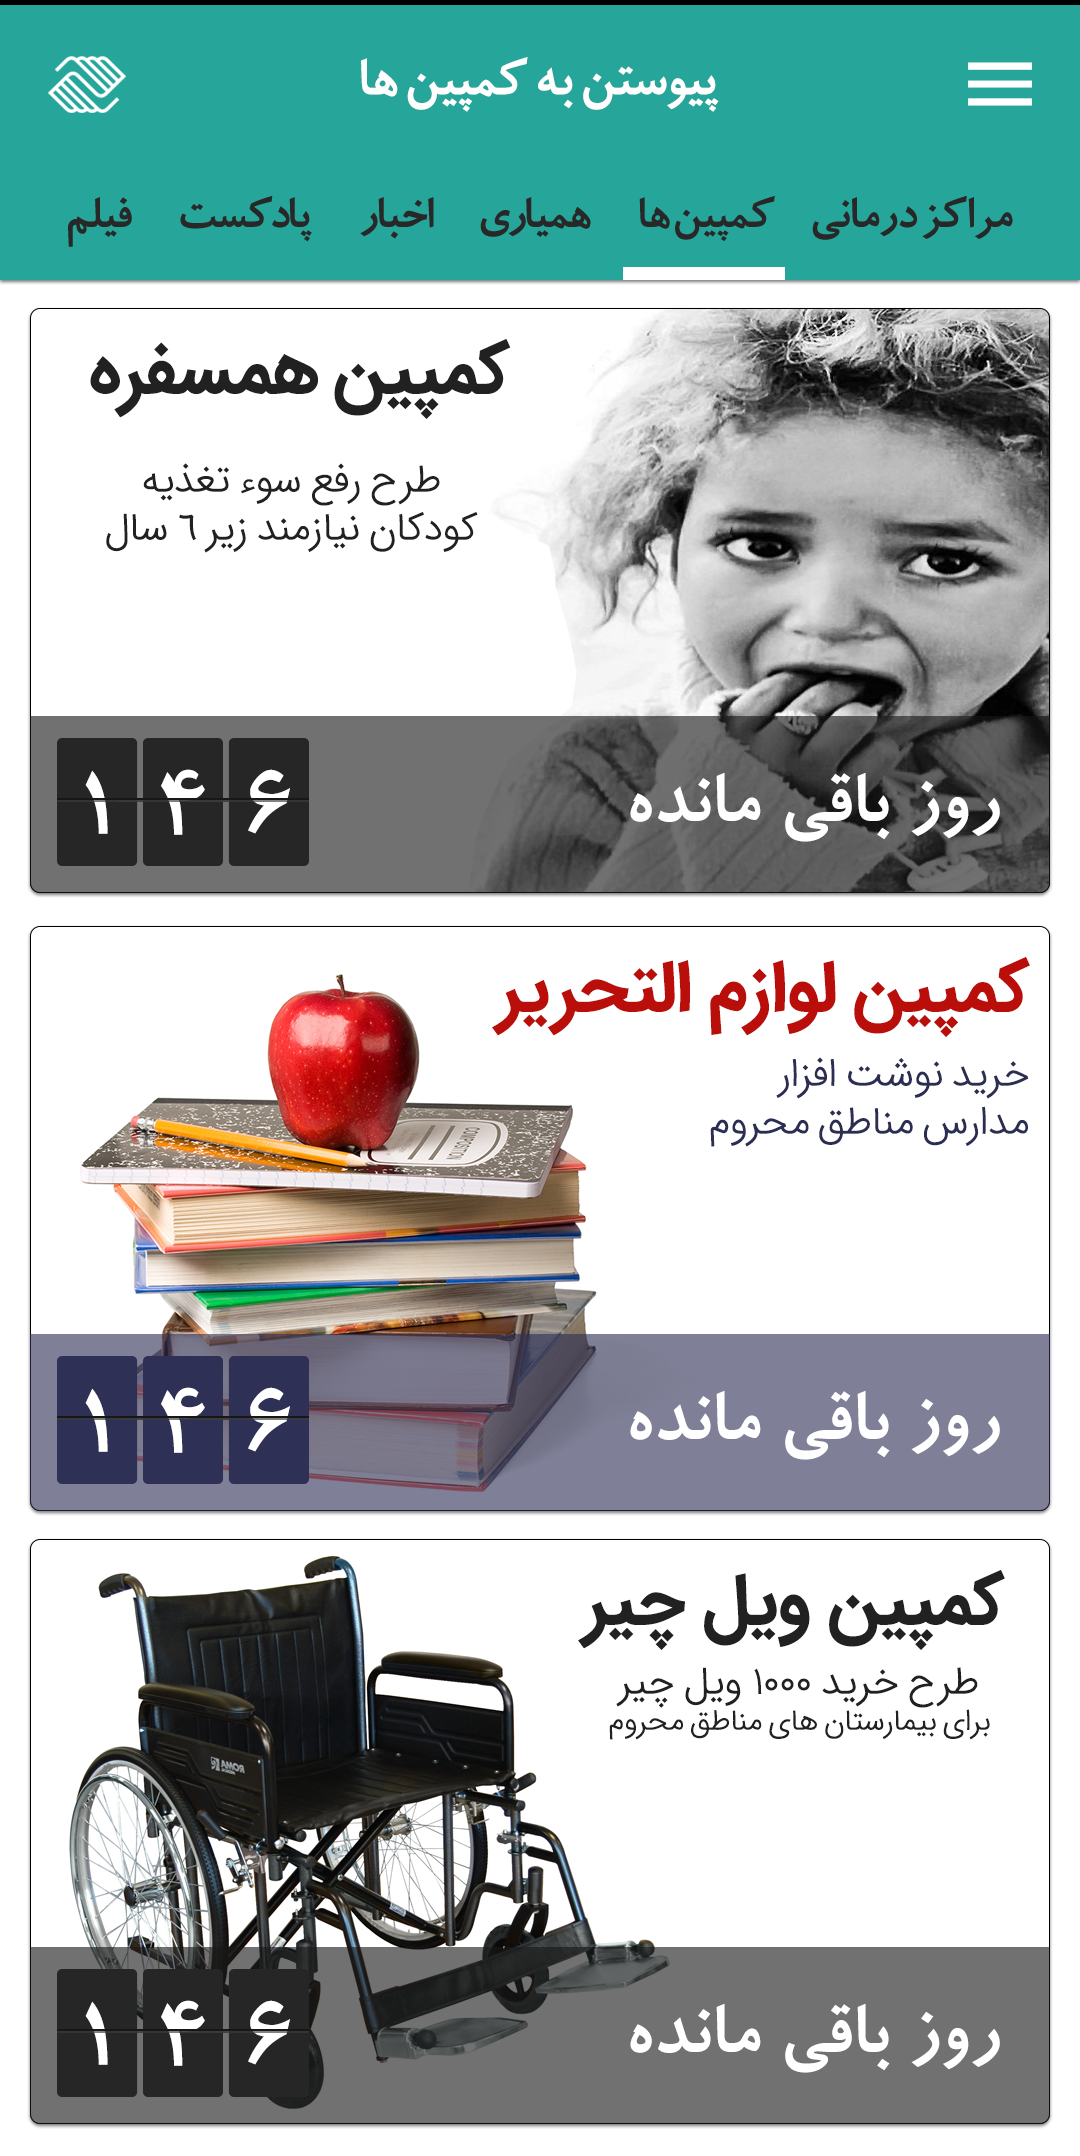 پیوستن به کمپین ها
مراکز درمانی
کمپین‌ها
همیاری
اخبار
پادکست
فیلم
کمپین همسفره
طرح رفع سوء تغذیه
کودکان نیازمند زیر ٦ سال
روز باقی مانده
۱۴۶
کمپین لوازم التحریر
خرید نوشت افزار
مدارس مناطق محروم
COMPOSITION
روز باقی مانده
۱۴۶
کمپین ویل چیر
طرح خرید ۱۰۰۰ ویل چیر
برای بیمارستان های مناطق محروم
ROMA
روز باقی مانده
۱۴۶